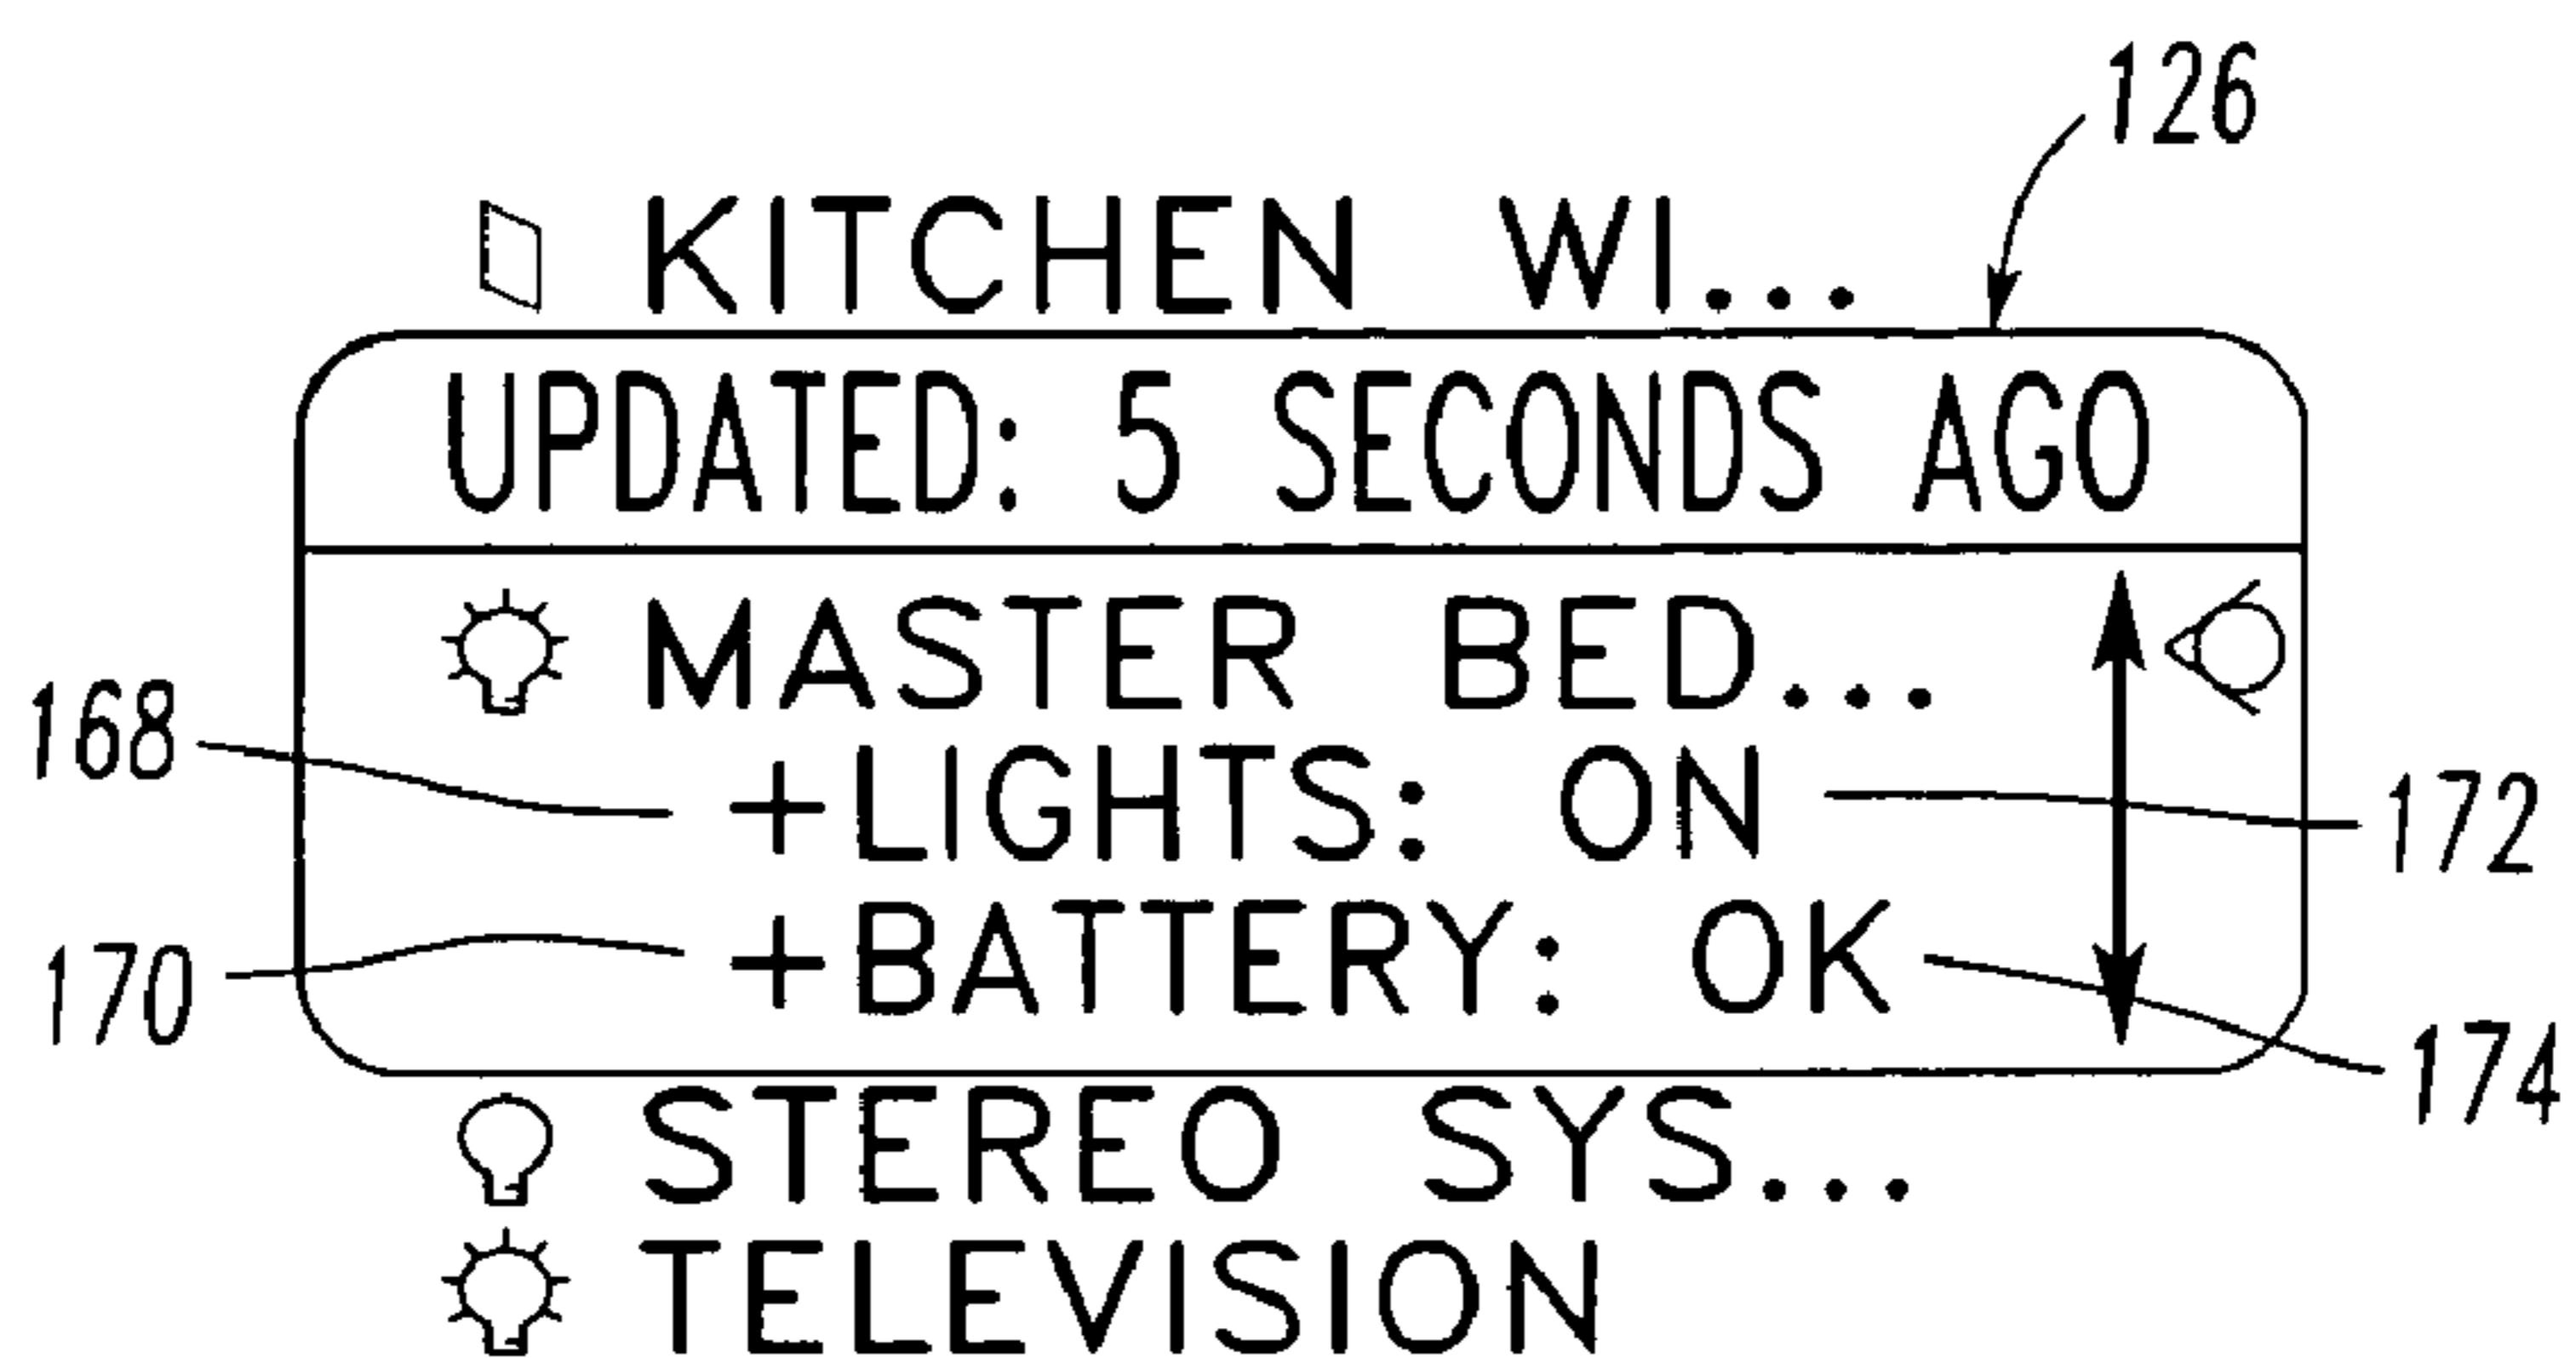 126
KITCHEN WI...
UPDATED: 5 SECONDS AGO
MASTER BED...
168
+LIGHTS: ON
172
170
+BATTERY: OK
174
STEREO SYS...
TELEVISION